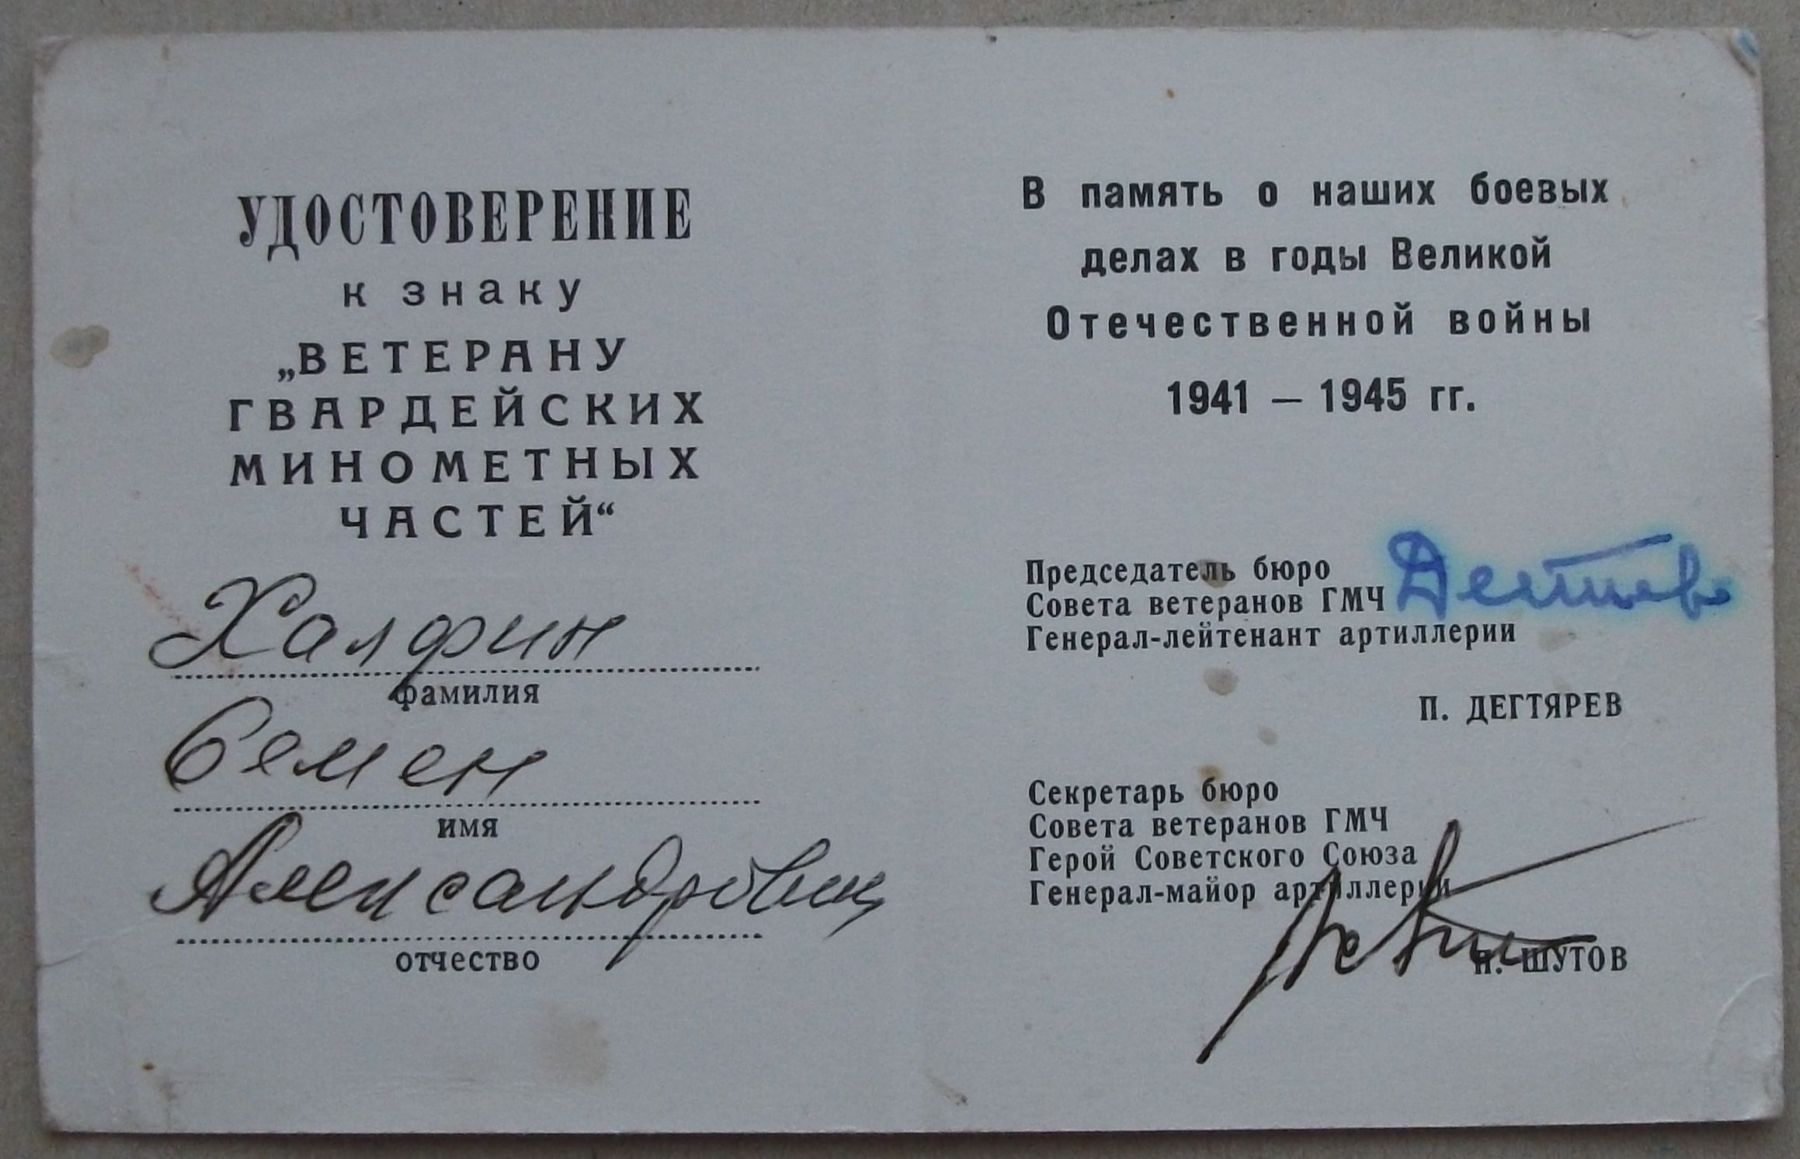 УДОСТОВЕРЕНИЕ
к знаку
„ВЕТЕРАНУ
ГВАРДЕЙСКИХ
МИНОМЕТНЫХ
ЧАСТЕЙ“
Халфин
фамилия
Семен
имя
Александрович
отчество
В память о наших боевых
делах в годы Великой
Отечественной войны
1941 — 1945 гг.
Председатель бюро
Совета ветеранов ГМЧ
Генерал-лейтенант артиллерии
П. ДЕГТЯРЕВ
Секретарь бюро
Совета ветеранов ГМЧ
Герой Советского Союза
Генерал-майор артиллерии
ШУТОВ